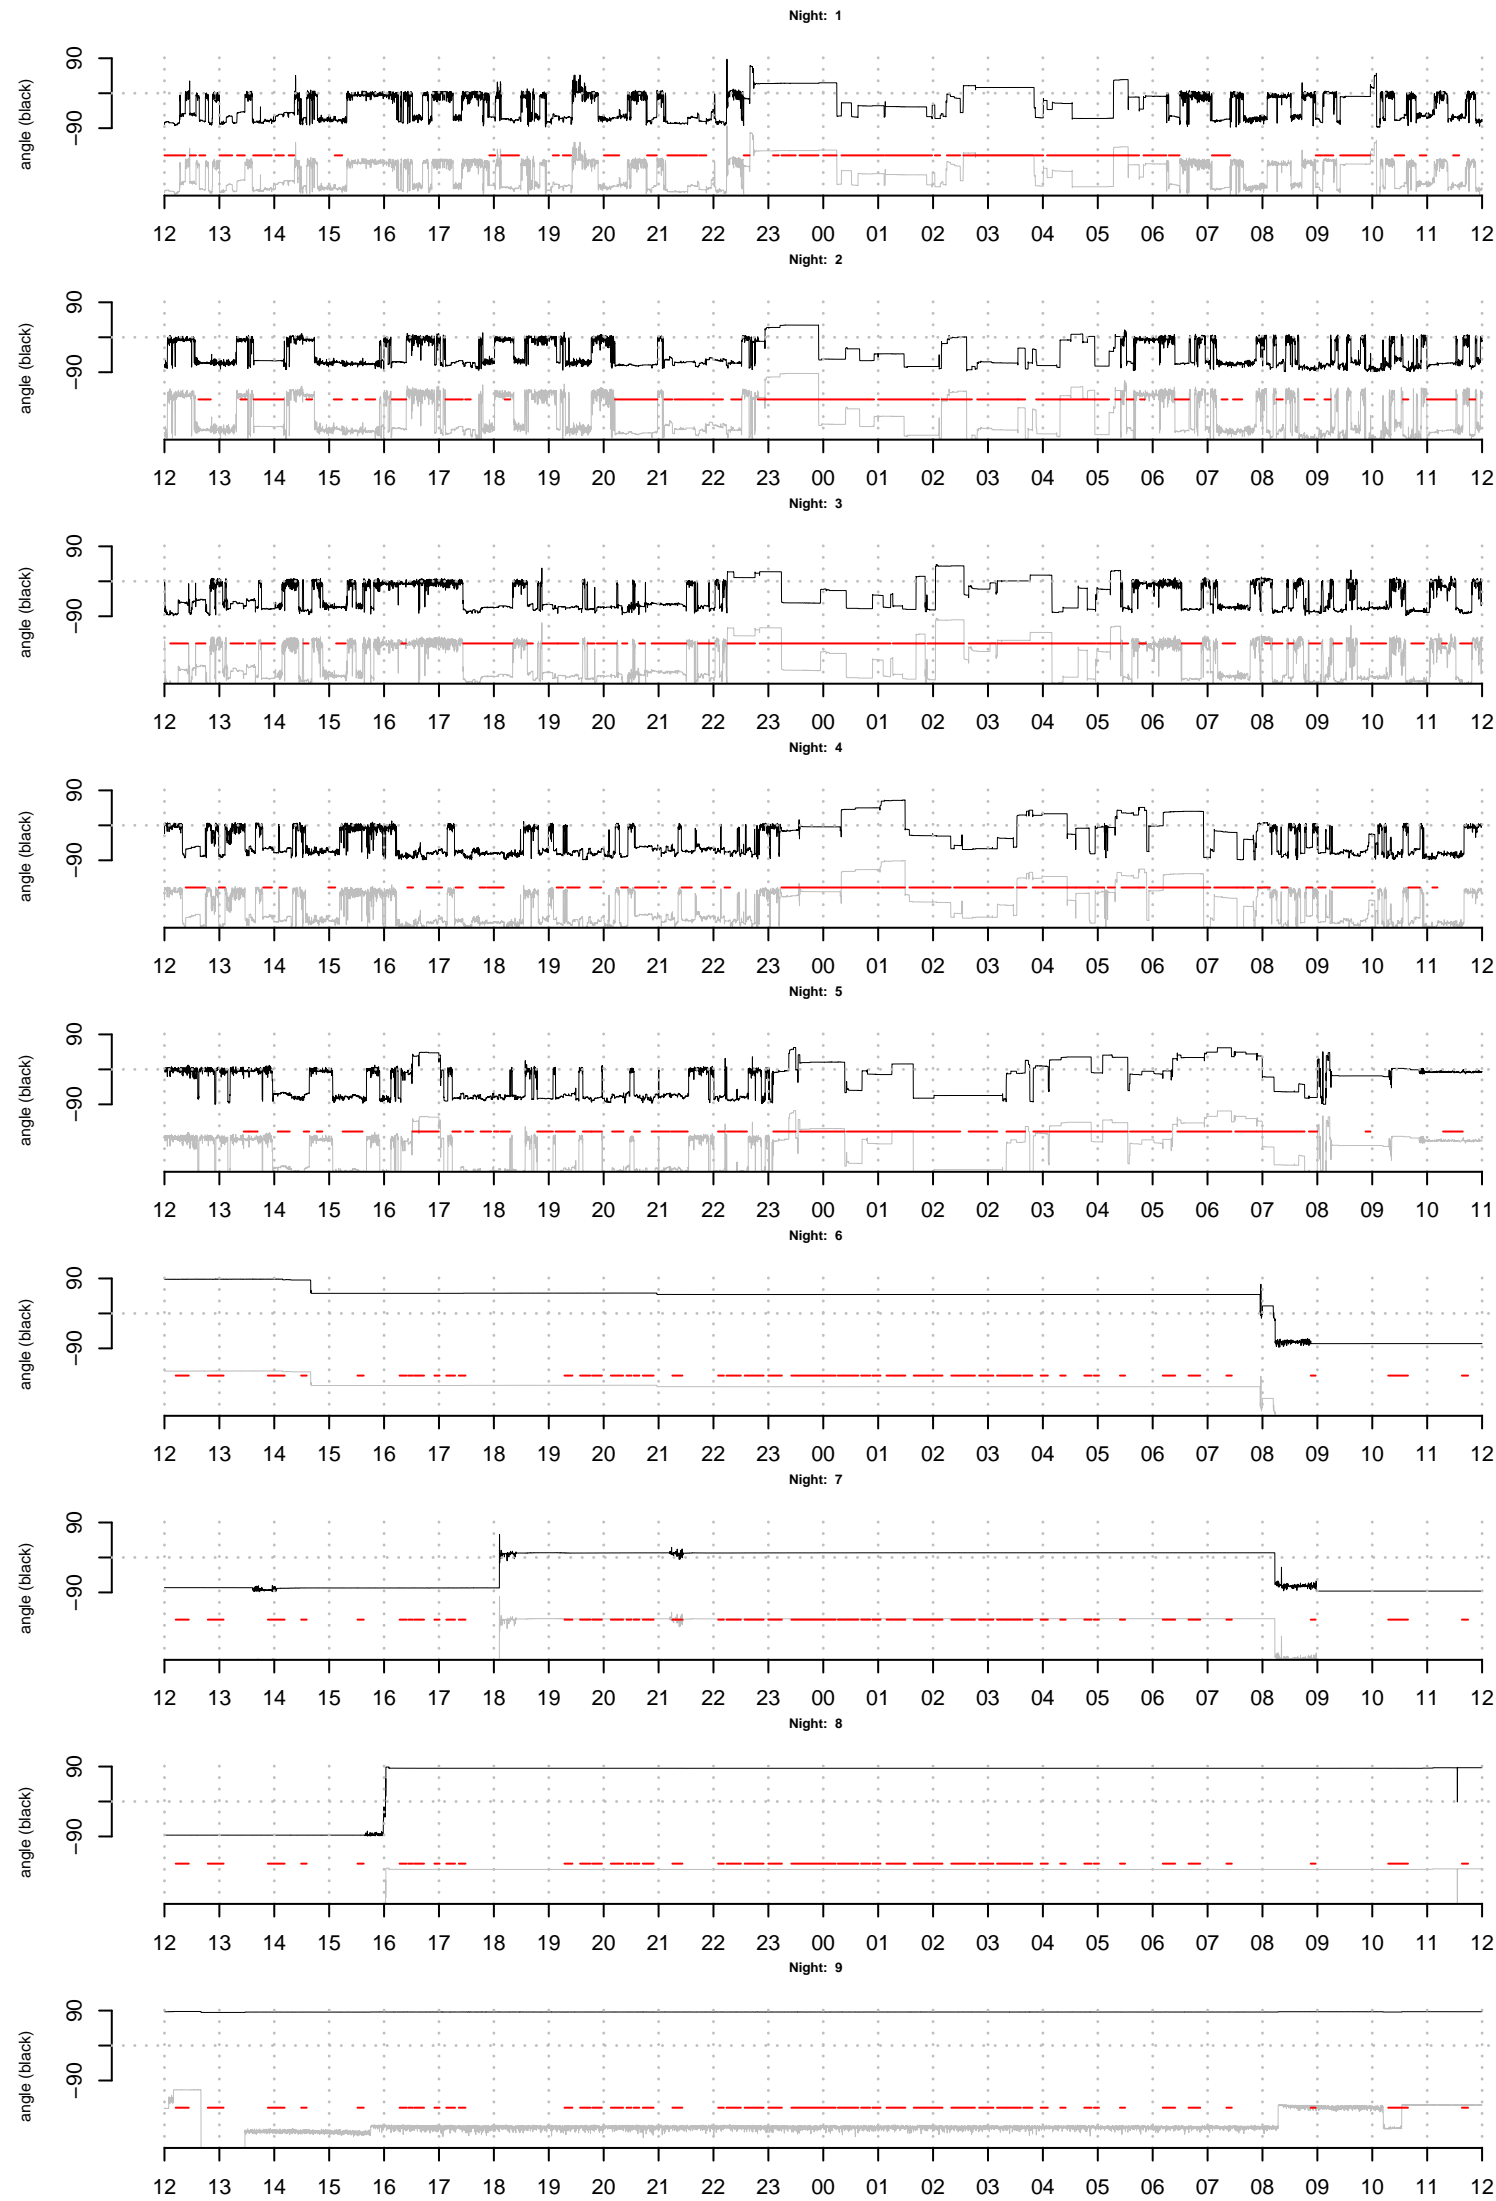 Night: 1
90
-90
angle (black)
12 13 14 15 16 17 18 19 20 21 22 23 00 01 02 03 04 05 06 07 08 09 10 11 12
Night: 2
90
-90
angle (black)
12 13 14 15 16 17 18 19 20 21 22 23 00 01 02 03 04 05 06 07 08 09 10 11 12
Night: 3
90
-90
angle (black)
12 13 14 15 16 17 18 19 20 21 22 23 00 01 02 03 04 05 06 07 08 09 10 11 12
Night: 4
90
-90
angle (black)
12 13 14 15 16 17 18 19 20 21 22 23 00 01 02 03 04 05 06 07 08 09 10 11 12
Night: 5
90
-90
angle (black)
12 13 14 15 16 17 18 19 20 21 22 23 00 01 02 02 03 04 05 06 07 08 09 10 11
Night: 6
90
-90
angle (black)
12 13 14 15 16 17 18 19 20 21 22 23 00 01 02 03 04 05 06 07 08 09 10 11 12
Night: 7
90
-90
angle (black)
12 13 14 15 16 17 18 19 20 21 22 23 00 01 02 03 04 05 06 07 08 09 10 11 12
Night: 8
90
-90
angle (black)
12 13 14 15 16 17 18 19 20 21 22 23 00 01 02 03 04 05 06 07 08 09 10 11 12
Night: 9
90
-90
angle (black)
12 13 14 15 16 17 18 19 20 21 22 23 00 01 02 03 04 05 06 07 08 09 10 11 12